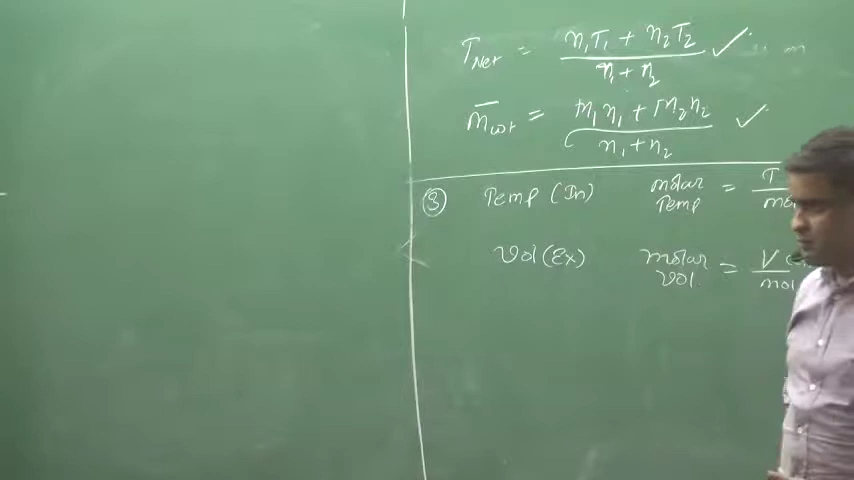 T_Net = (n₁T₁ + n₂T₂) / (n₁ + n₂) ✓
m̄_wt = (m₁n₁ + m₂n₂) / (n₁ + n₂) ✓
③ Temp (In) molar Temp = T /
Vol (Ex) molar vol. = V / mol